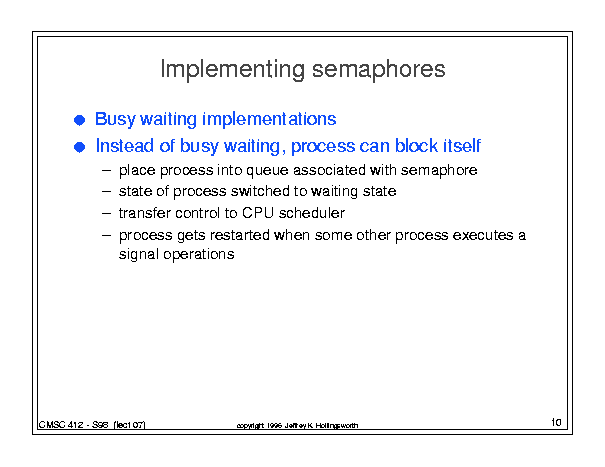 Implementing semaphores
● Busy waiting implementations
● Instead of busy waiting, process can block itself
– place process into queue associated with semaphore
– state of process switched to waiting state
– transfer control to CPU scheduler
– process gets restarted when some other process executes a
signal operations
CMSC 412 - S98 (lect07)
copyright 1996 Jeffrey K. Hollingsworth
10